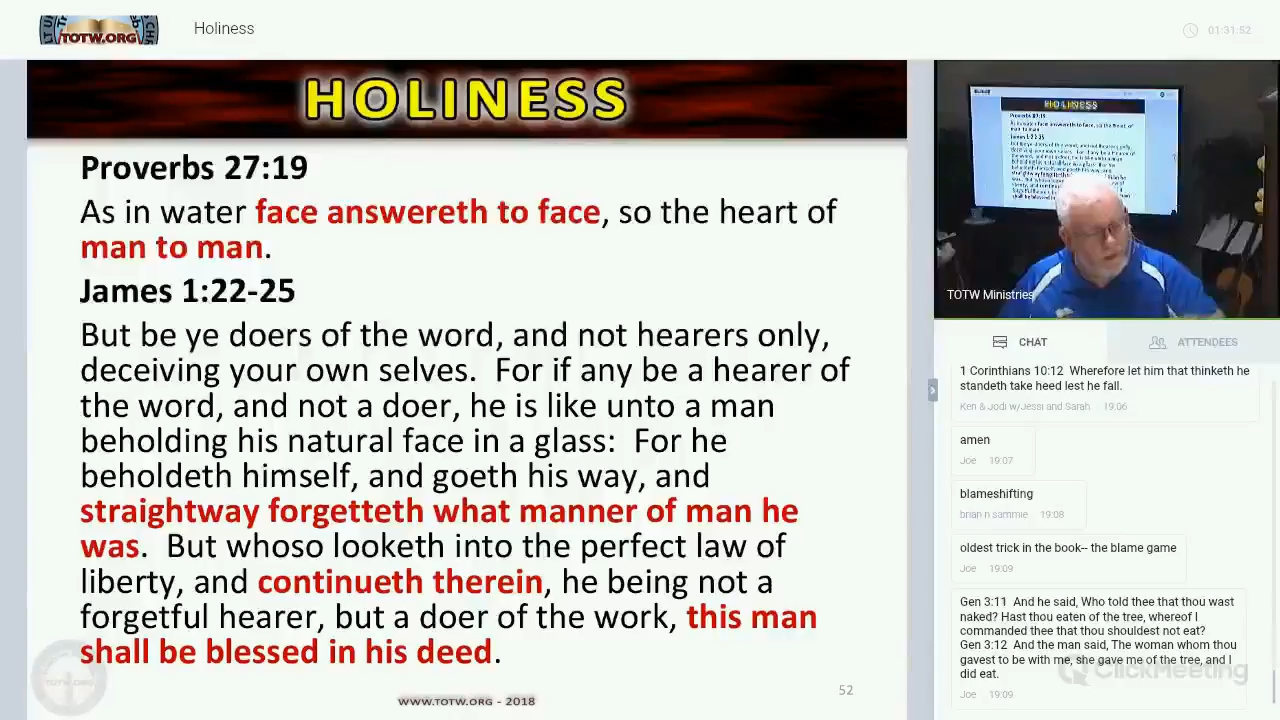 TOTW.ORG
Holiness
01:31:52
HOLINESS
Proverbs 27:19
As in water face answereth to face, so the heart of
man to man.
James 1:22-25
But be ye doers of the word, and not hearers only,
deceiving your own selves. For if any be a hearer of
the word, and not a doer, he is like unto a man
beholding his natural face in a glass: For he
beholdeth himself, and goeth his way, and
straightway forgetteth what manner of man he
was. But whoso looketh into the perfect law of
liberty, and continueth therein, he being not a
forgetful hearer, but a doer of the work, this man
shall be blessed in his deed.
WWW.TOTW.ORG - 2018
52
HOLINESS
Proverbs 27:19
James 1:22-25
TOTW Ministries
CHAT
ATTENDEES
1 Corinthians 10:12 Wherefore let him that thinketh he
standeth take heed lest he fall.
Ken & Jodi w/Jessi and Sarah 19:06
amen
Joe 19:07
blameshifting
brian n sammie 19:08
oldest trick in the book-- the blame game
Joe 19:09
Gen 3:11 And he said, Who told thee that thou wast
naked? Hast thou eaten of the tree, whereof I
commanded thee that thou shouldest not eat?
Gen 3:12 And the man said, The woman whom thou
gavest to be with me, she gave me of the tree, and I
did eat.
Joe 19:09
ClickMeeting